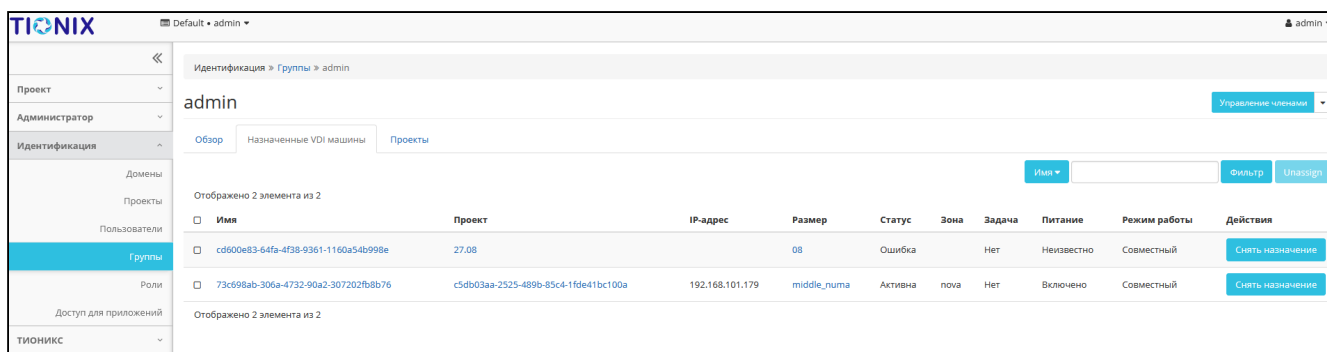 TIONIX
Default • admin
admin
Идентификация » Группы » admin
Проект
admin
Управление членами
Администратор
Идентификация
Обзор
Назначенные VDI машины
Проекты
Домены
Имя
Фильтр
Unassign
Проекты
Отображено 2 элемента из 2
Пользователи
Имя Проект IP-адрес Размер Статус Зона Задача Питание Режим работы Действия
Группы
cd600e83-64fa-4f38-9361-1160a54b998e 27.08 08 Ошибка Нет Неизвестно Совместный Снять назначение
Роли
73c698ab-306a-4732-90a2-307202fb8b76 c5db03aa-2525-489b-85c4-1fde41bc100a 192.168.101.179 middle_numa Активна nova Нет Включено Совместный Снять назначение
Доступ для приложений
Отображено 2 элемента из 2
ТИОНИКС